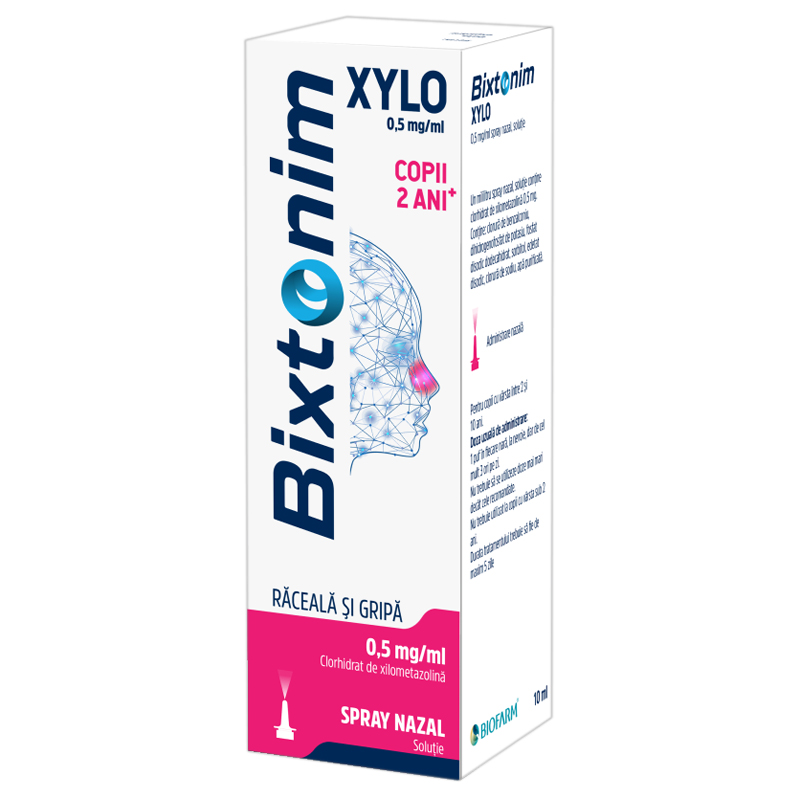 Bixtonim
XYLO
0,5 mg/ml
COPII
2 ANI+
RĂCEALĂ ȘI GRIPĂ
0,5 mg/ml
Clorhidrat de xilometazolină
SPRAY NAZAL
Soluție
Bixtonim
XYLO
0,5 mg/ml spray nazal, soluție
Un mililitru spray nazal, soluție conține
clorhidrat de xilometazolină 0,5 mg.
Conține: clorură de benzalconiu,
dihidrogenofosfat de potasiu, fosfat
disodic dodecahidrat, sorbitol, edetat
disodic, clorură de sodiu, apă purificată.
Administrare nazală
Pentru copii cu vârsta între 2 și
10 ani.
Doza uzuală de administrare:
1 puf în fiecare nară, la nevoie, dar de cel
mult 3 ori pe zi.
Nu trebuie să se utilizeze doze mai mari
decât cele recomandate.
Nu trebuie utilizat la copii cu vârsta sub 2
ani.
Durata tratamentului trebuie să fie de
maxim 5 zile
BIOFARM
10 ml